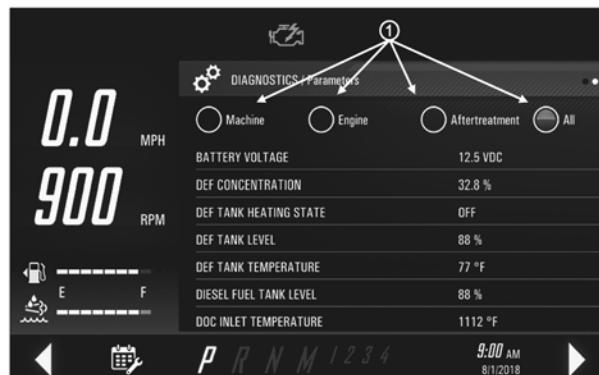 1
DIAGNOSTICS / Parameters
Machine Engine Aftertreatment All
0.0 MPH
900 RPM
BATTERY VOLTAGE 12.5 VDC
DEF CONCENTRATION 32.8 %
DEF TANK HEATING STATE OFF
DEF TANK LEVEL 88 %
DEF TANK TEMPERATURE 77 °F
DIESEL FUEL TANK LEVEL 88 %
DOC INLET TEMPERATURE 1112 °F
E F
P R N M 1 2 3 4
9:00 AM
8/1/2018